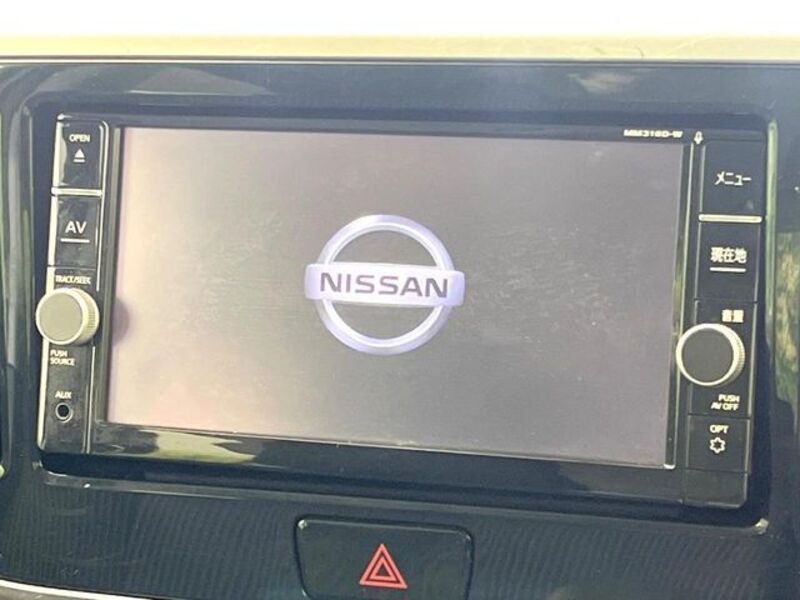 MM316D-W
OPEN
AV
TRACK/SEEK
PUSH
SOURCE
AUX
NISSAN
メニュー
現在地
音量
PUSH
AV OFF
OPT